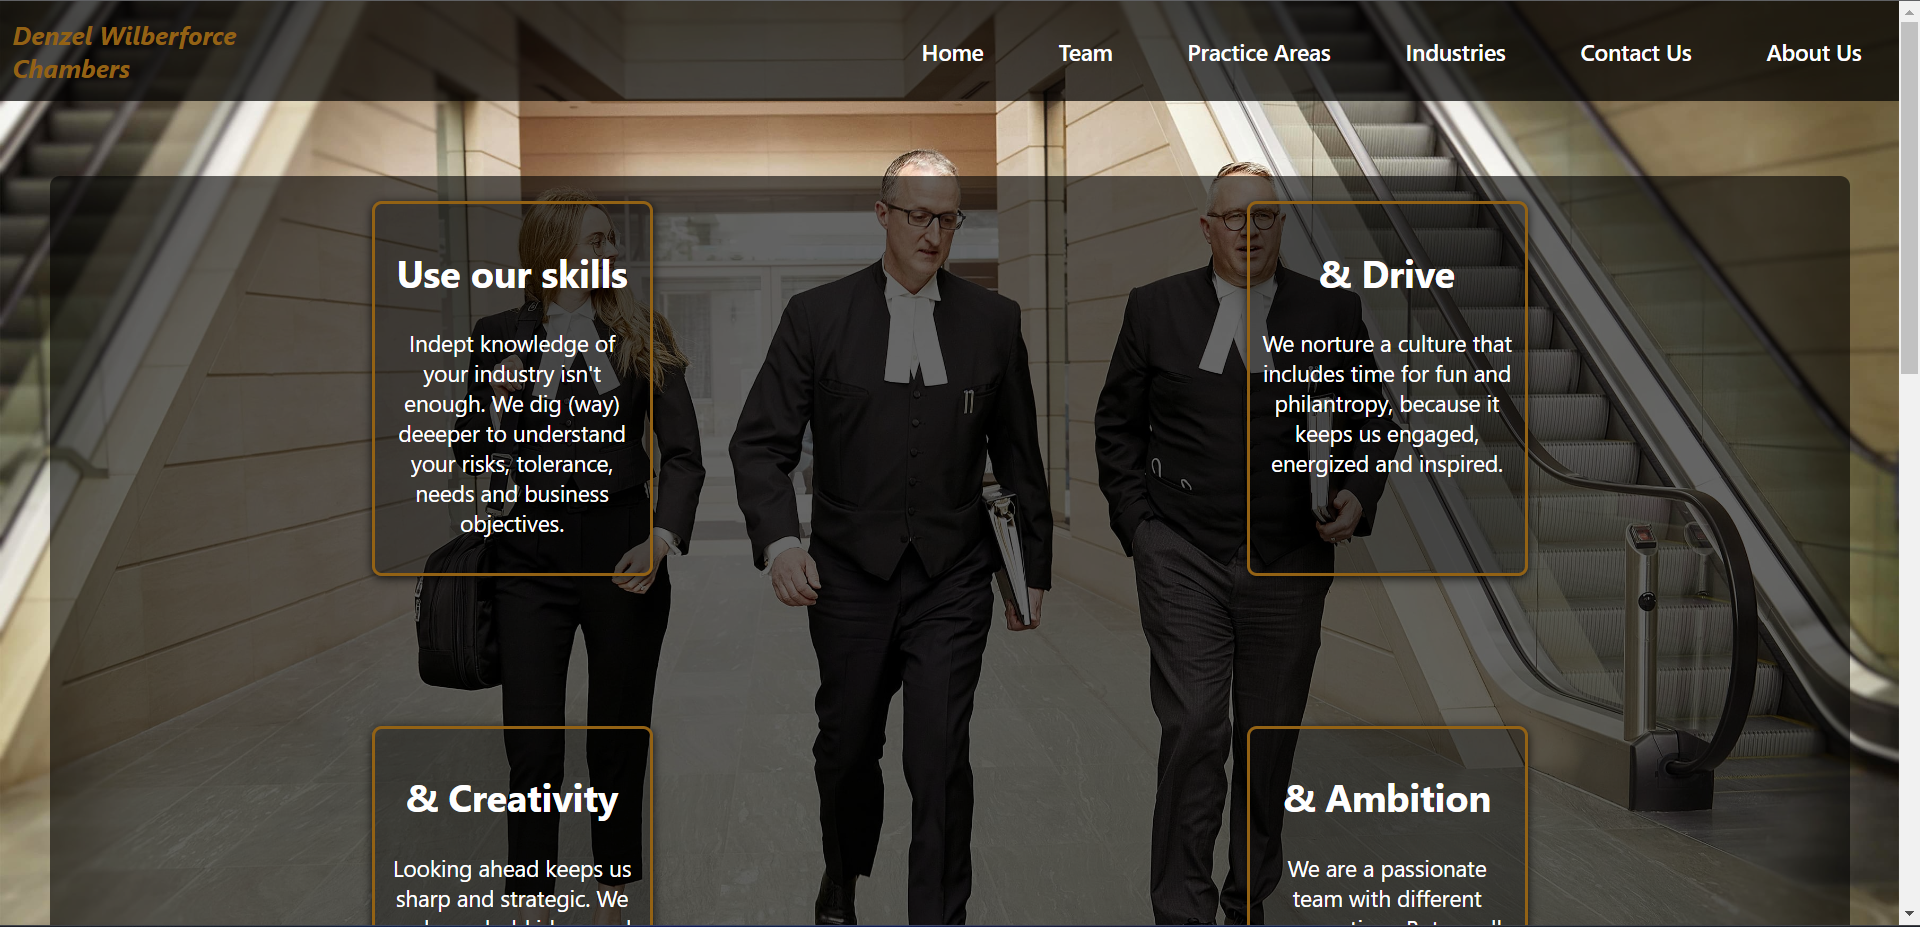 Denzel Wilberforce
Chambers
Home
Team
Practice Areas
Industries
Contact Us
About Us
Use our skills
Indept knowledge of
your industry isn't
enough. We dig (way)
deeeper to understand
your risks, tolerance,
needs and business
objectives.
& Drive
We norture a culture that
includes time for fun and
philantropy, because it
keeps us engaged,
energized and inspired.
& Creativity
Looking ahead keeps us
sharp and strategic. We
& Ambition
We are a passionate
team with different